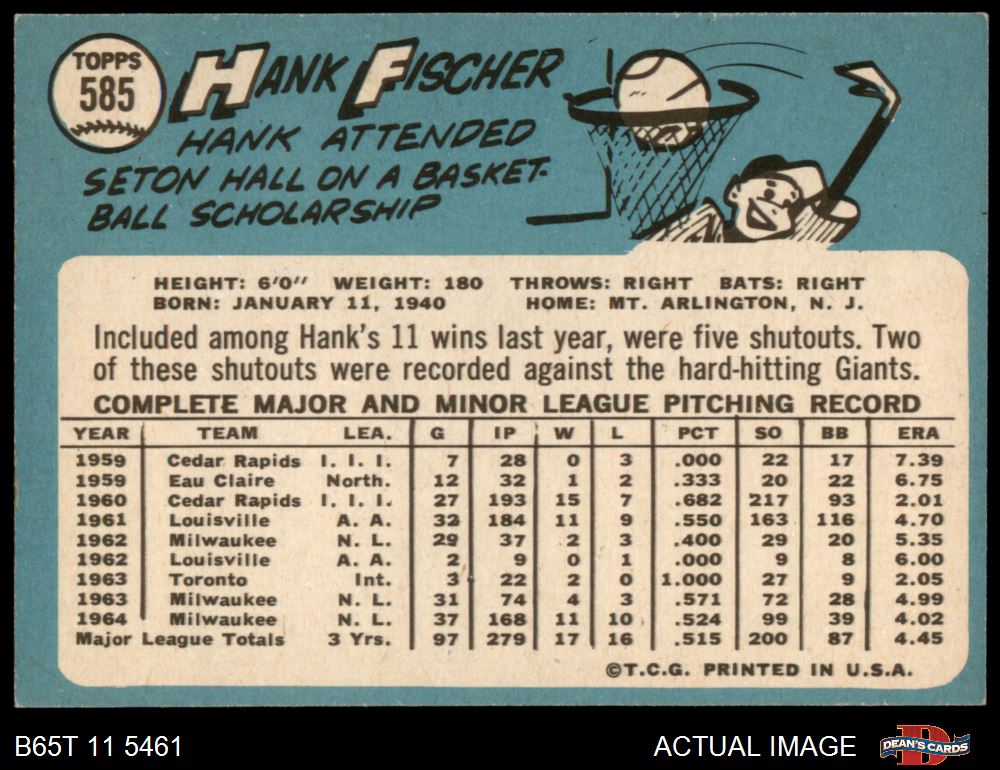 TOPPS
585
HANK FISCHER
HANK ATTENDED
SETON HALL ON A BASKET-
BALL SCHOLARSHIP
HEIGHT: 6'0" WEIGHT: 180 THROWS: RIGHT BATS: RIGHT
BORN: JANUARY 11, 1940 HOME: MT. ARLINGTON, N. J.
Included among Hank's 11 wins last year, were five shutouts. Two
of these shutouts were recorded against the hard-hitting Giants.
COMPLETE MAJOR AND MINOR LEAGUE PITCHING RECORD
YEAR TEAM LEA. G IP W L PCT SO BB ERA
1959 Cedar Rapids I. I. I. 7 28 0 3 .000 22 17 7.39
1959 Eau Claire North. 12 32 1 2 .333 20 22 6.75
1960 Cedar Rapids I. I. I. 27 193 15 7 .682 217 93 2.01
1961 Louisville A. A. 32 184 11 9 .550 163 116 4.70
1962 Milwaukee N. L. 29 37 2 3 .400 29 20 5.35
1962 Louisville A. A. 2 9 0 1 .000 9 8 6.00
1963 Toronto Int. 3 22 2 0 1.000 27 9 2.05
1963 Milwaukee N. L. 31 74 4 3 .571 72 28 4.99
1964 Milwaukee N. L. 37 168 11 10 .524 99 39 4.02
Major League Totals 3 Yrs. 97 279 17 16 .515 200 87 4.45
©T.C.G. PRINTED IN U.S.A.
B65T 11 5461 ACTUAL IMAGE D DEAN'S CARDS